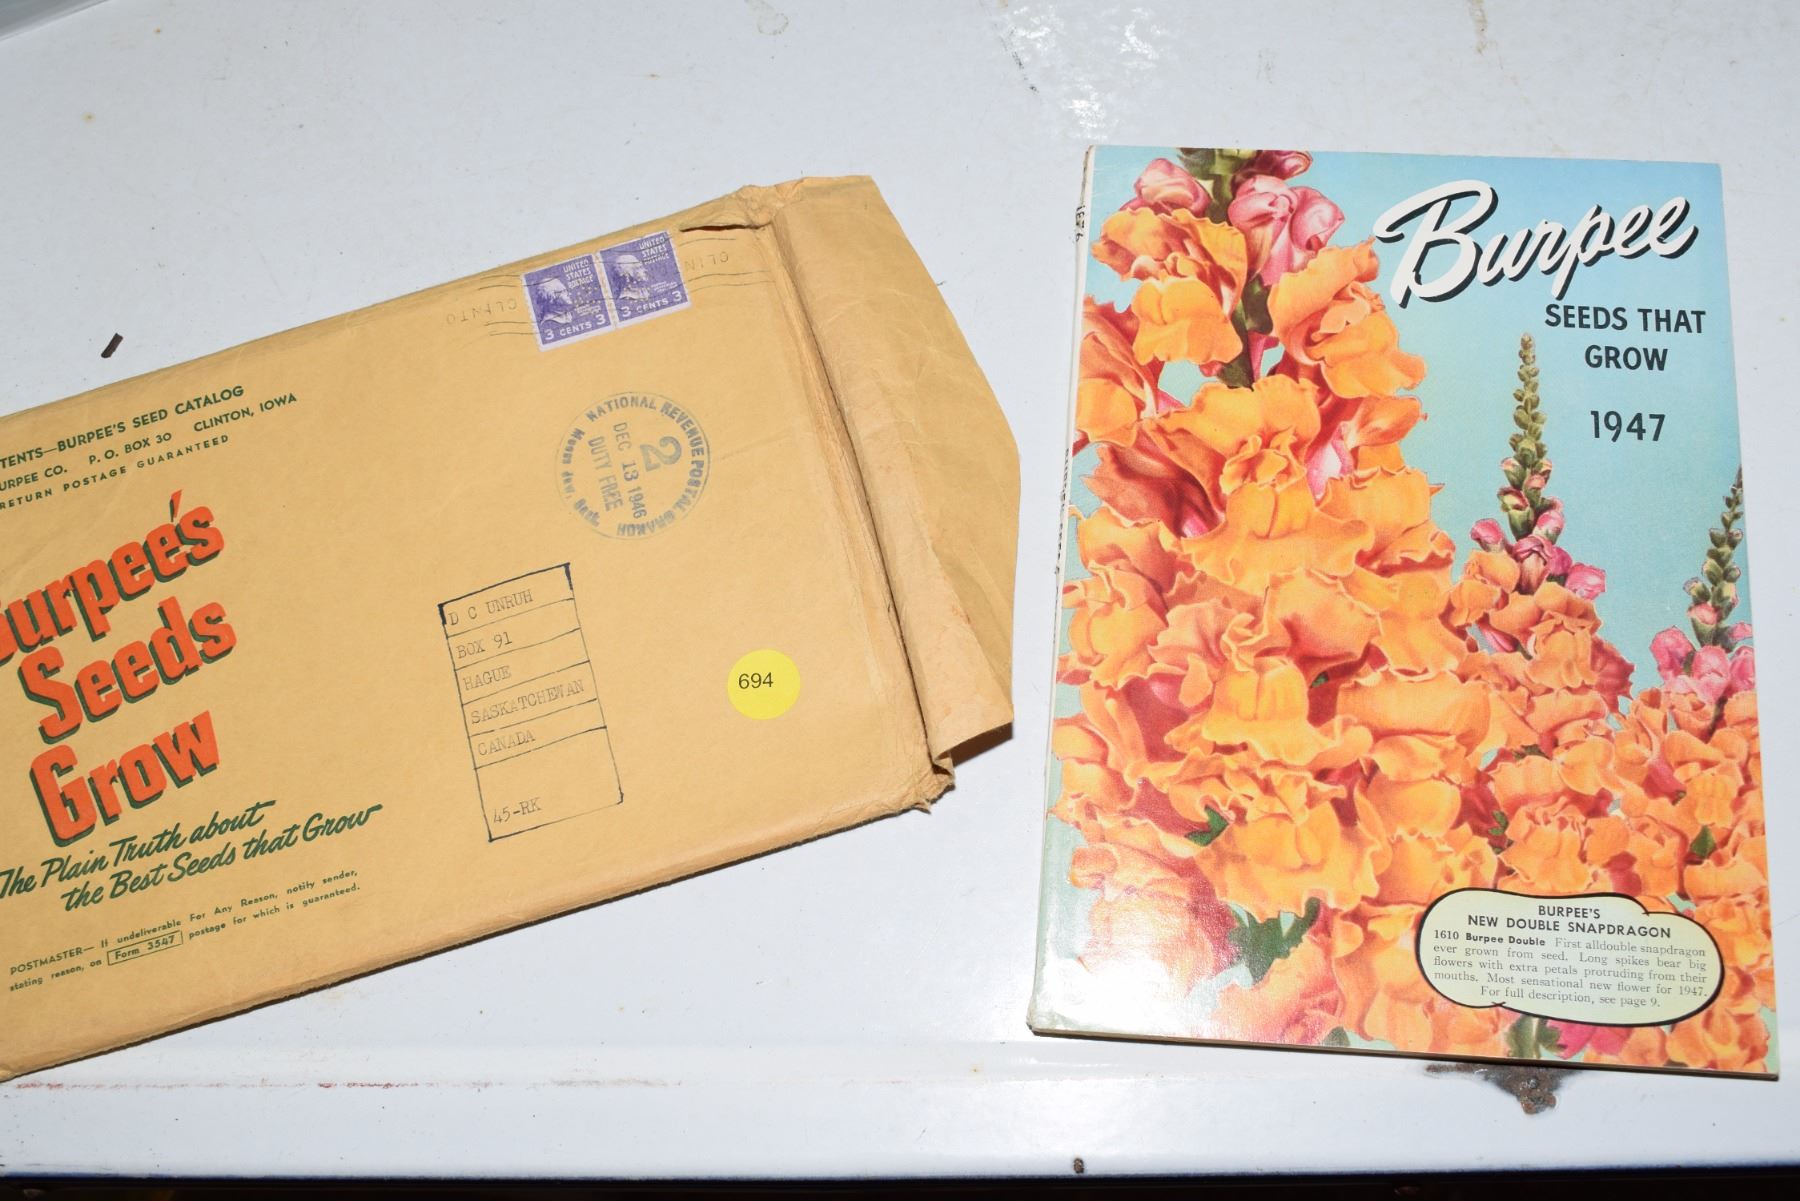 TENTS—BURPEE'S SEED CATALOG
URPEE CO. P. O. BOX 30 CLINTON, IOWA
RETURN POSTAGE GUARANTEED
Burpee's
Seeds
Grow
The Plain Truth about
the Best Seeds that Grow
POSTMASTER— If undeliverable For Any Reason, notify sender,
stating reason, on Form 3547 postage for which is guaranteed.
CLINTO
CLIN
UNITED
STATES
POSTAGE
3 CENTS 3
UNITED
STATES
POSTAGE
3 CENTS 3
NATIONAL REVENUE POSTAL BRANCH
2
DEC 13 1946
DUTY FREE
Moose Jaw, Sask.
D C UNRUH
BOX 91
HAGUE
SASKATCHEWAN
CANADA
45-RK
694
Burpee
SEEDS THAT
GROW
1947
BURPEE'S
NEW DOUBLE SNAPDRAGON
1610 Burpee Double First alldouble snapdragon
ever grown from seed. Long spikes bear big
flowers with extra petals protruding from their
mouths. Most sensational new flower for 1947.
For full description, see page 9.